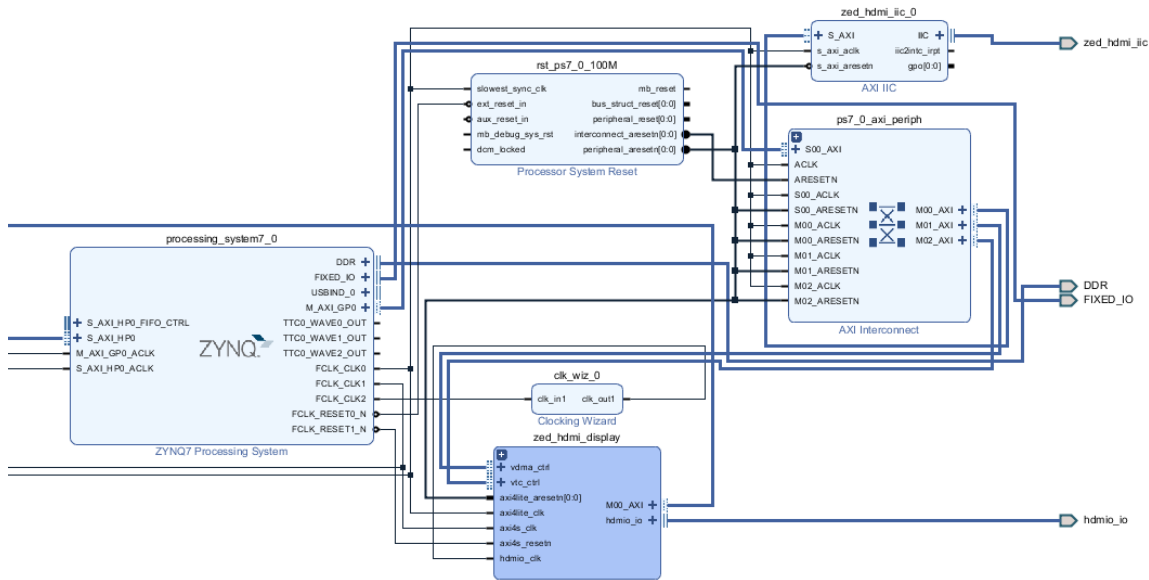 zed_hdmi_iic_0
S_AXI
s_axi_aclk
s_axi_aresetn
IIC
iic2intc_irpt
gpo[0:0]
AXI IIC
zed_hdmi_iic
rst_ps7_0_100M
slowest_sync_clk
ext_reset_in
aux_reset_in
mb_debug_sys_rst
dcm_locked
mb_reset
bus_struct_reset[0:0]
peripheral_reset[0:0]
interconnect_aresetn[0:0]
peripheral_aresetn[0:0]
Processor System Reset
ps7_0_axi_periph
S00_AXI
ACLK
ARESETN
S00_ACLK
S00_ARESETN
M00_ACLK
M00_ARESETN
M01_ACLK
M01_ARESETN
M02_ACLK
M02_ARESETN
M00_AXI
M01_AXI
M02_AXI
AXI Interconnect
processing_system7_0
S_AXI_HP0_FIFO_CTRL
S_AXI_HP0
M_AXI_GP0_ACLK
S_AXI_HP0_ACLK
ZYNQ
DDR
FIXED_IO
USBIND_0
M_AXI_GP0
TTC0_WAVE0_OUT
TTC0_WAVE1_OUT
TTC0_WAVE2_OUT
FCLK_CLK0
FCLK_CLK1
FCLK_CLK2
FCLK_RESET0_N
FCLK_RESET1_N
ZYNQ7 Processing System
DDR
FIXED_IO
clk_wiz_0
clk_in1
clk_out1
Clocking Wizard
zed_hdmi_display
vdma_ctrl
vtc_ctrl
axi4lite_aresetn[0:0]
axi4lite_clk
axi4s_clk
axi4s_resetn
hdmio_clk
M00_AXI
hdmio_io
hdmio_io